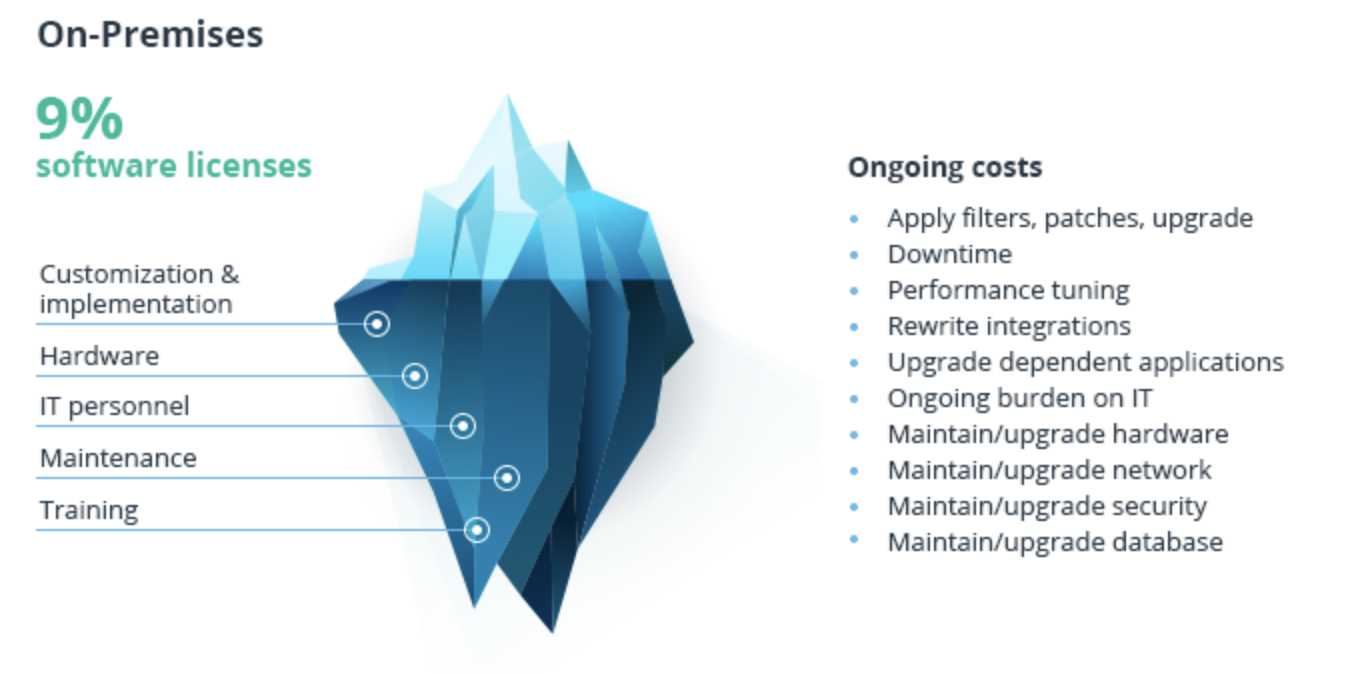 On-Premises
9%
software licenses
Customization &
implementation
Hardware
IT personnel
Maintenance
Training
Ongoing costs
• Apply filters, patches, upgrade
• Downtime
• Performance tuning
• Rewrite integrations
• Upgrade dependent applications
• Ongoing burden on IT
• Maintain/upgrade hardware
• Maintain/upgrade network
• Maintain/upgrade security
• Maintain/upgrade database